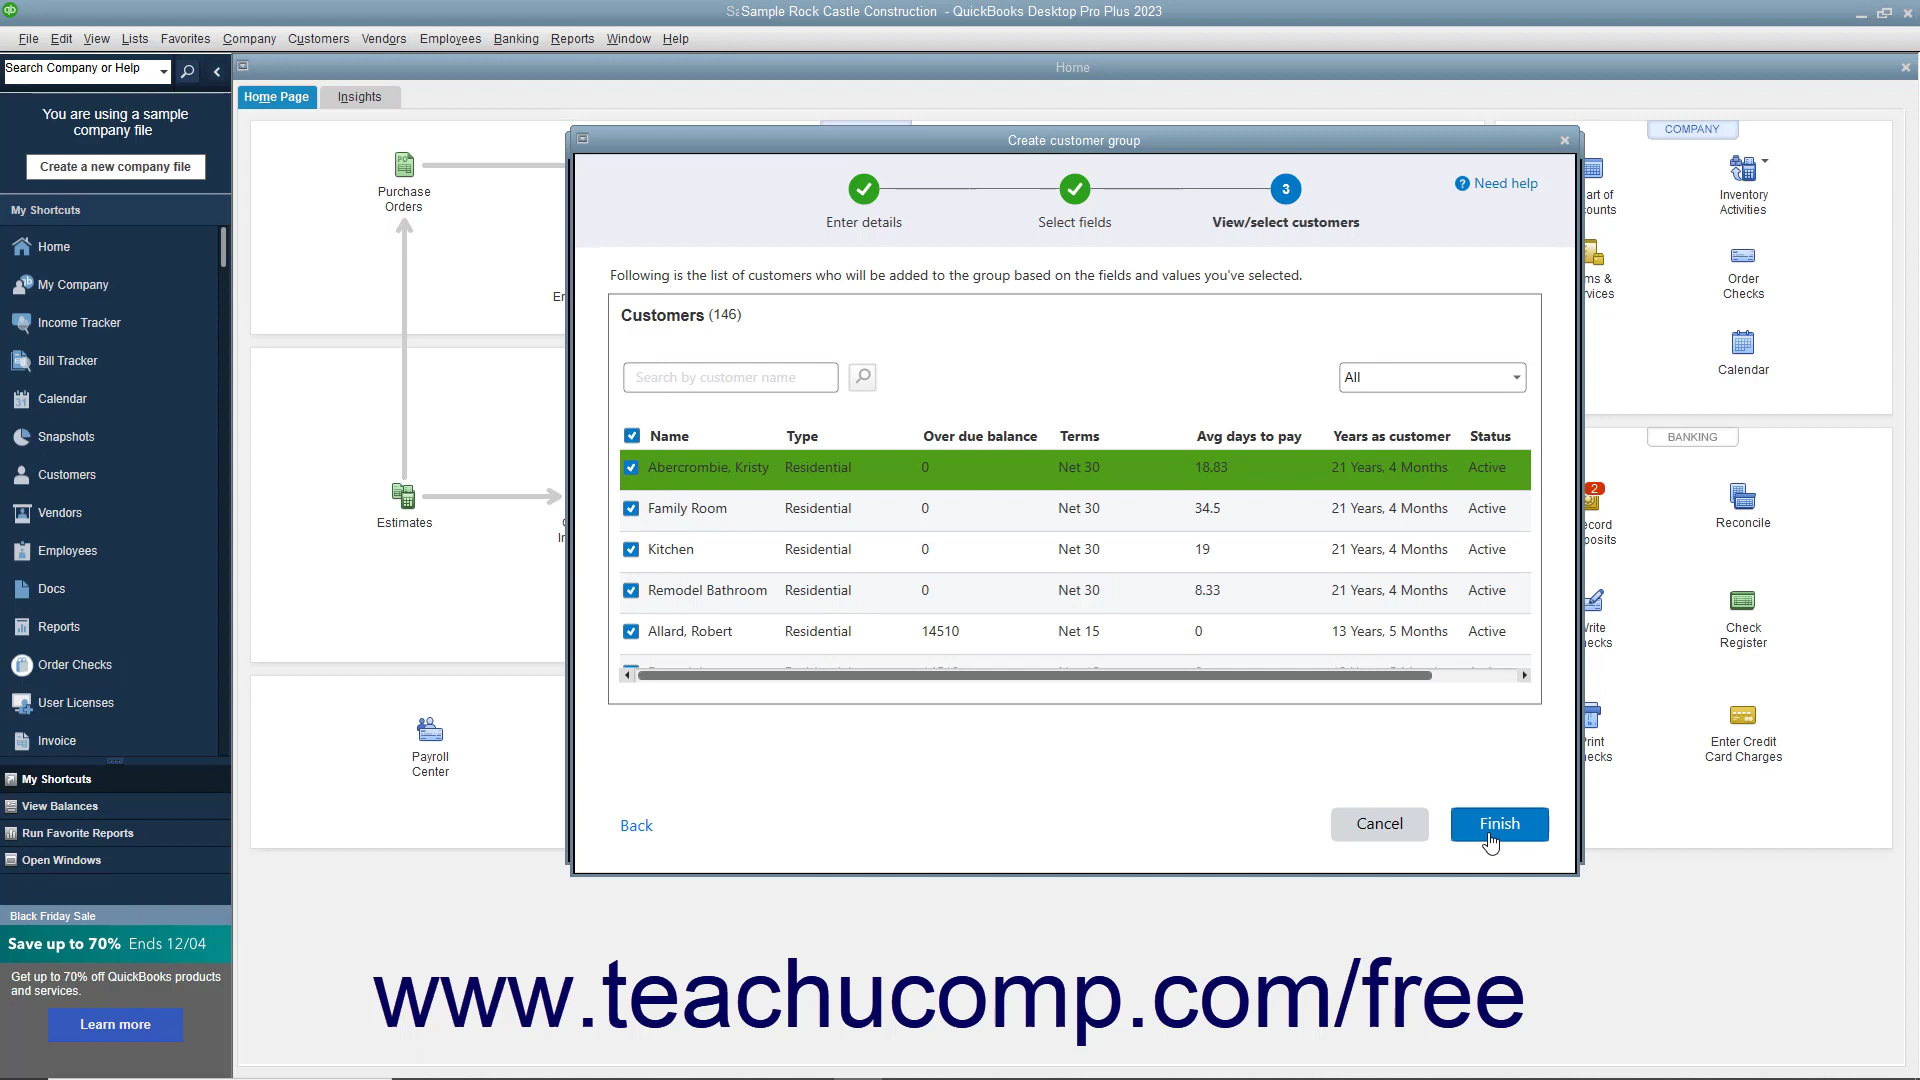 Sample Rock Castle Construction - QuickBooks Desktop Pro Plus 2023
File Edit View Lists Favorites Company Customers Vendors Employees Banking Reports Window Help
Search Company or Help
Home
Home Page Insights
You are using a sample
company file
Create a new company file
My Shortcuts
Home
My Company
Income Tracker
Bill Tracker
Calendar
Snapshots
Customers
Vendors
Employees
Docs
Reports
Order Checks
User Licenses
Invoice
My Shortcuts
View Balances
Run Favorite Reports
Open Windows
Black Friday Sale
Save up to 70% Ends 12/04
Get up to 70% off QuickBooks products
and services.
Learn more
Purchase
Orders
Estimates
Payroll
Center
Create customer group
Need help
3
Enter details Select fields View/select customers
Following is the list of customers who will be added to the group based on the fields and values you've selected.
Customers (146)
Search by customer name All
Name Type Over due balance Terms Avg days to pay Years as customer Status
Abercrombie, Kristy Residential 0 Net 30 18.83 21 Years, 4 Months Active
Family Room Residential 0 Net 30 34.5 21 Years, 4 Months Active
Kitchen Residential 0 Net 30 19 21 Years, 4 Months Active
Remodel Bathroom Residential 0 Net 30 8.33 21 Years, 4 Months Active
Allard, Robert Residential 14510 Net 15 0 13 Years, 5 Months Active
Back Cancel Finish
COMPANY
Inventory
Activities
Order
Checks
Calendar
BANKING
2
Reconcile
Check
Register
Enter Credit
Card Charges
www.teachucomp.com/free